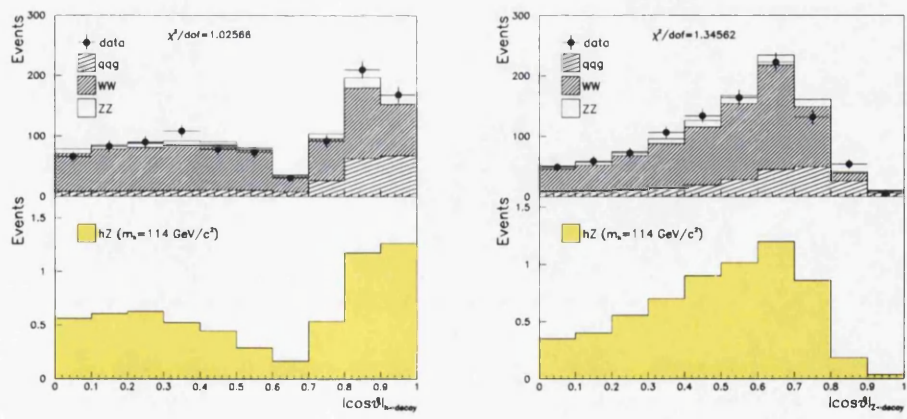 Events
300
200
100
0
χ²/dof=1.02566
data
qqg
WW
ZZ
Events
1.5
1
0.5
0
hZ (mₕ=114 GeV/c²)
0 0.1 0.2 0.3 0.4 0.5 0.6 0.7 0.8 0.9 1
|cosϑ|h-decay
Events
300
200
100
0
χ²/dof=1.34562
data
qqg
WW
ZZ
Events
1.5
1
0.5
0
hZ (mₕ=114 GeV/c²)
0 0.1 0.2 0.3 0.4 0.5 0.6 0.7 0.8 0.9 1
|cosϑ|Z-decay